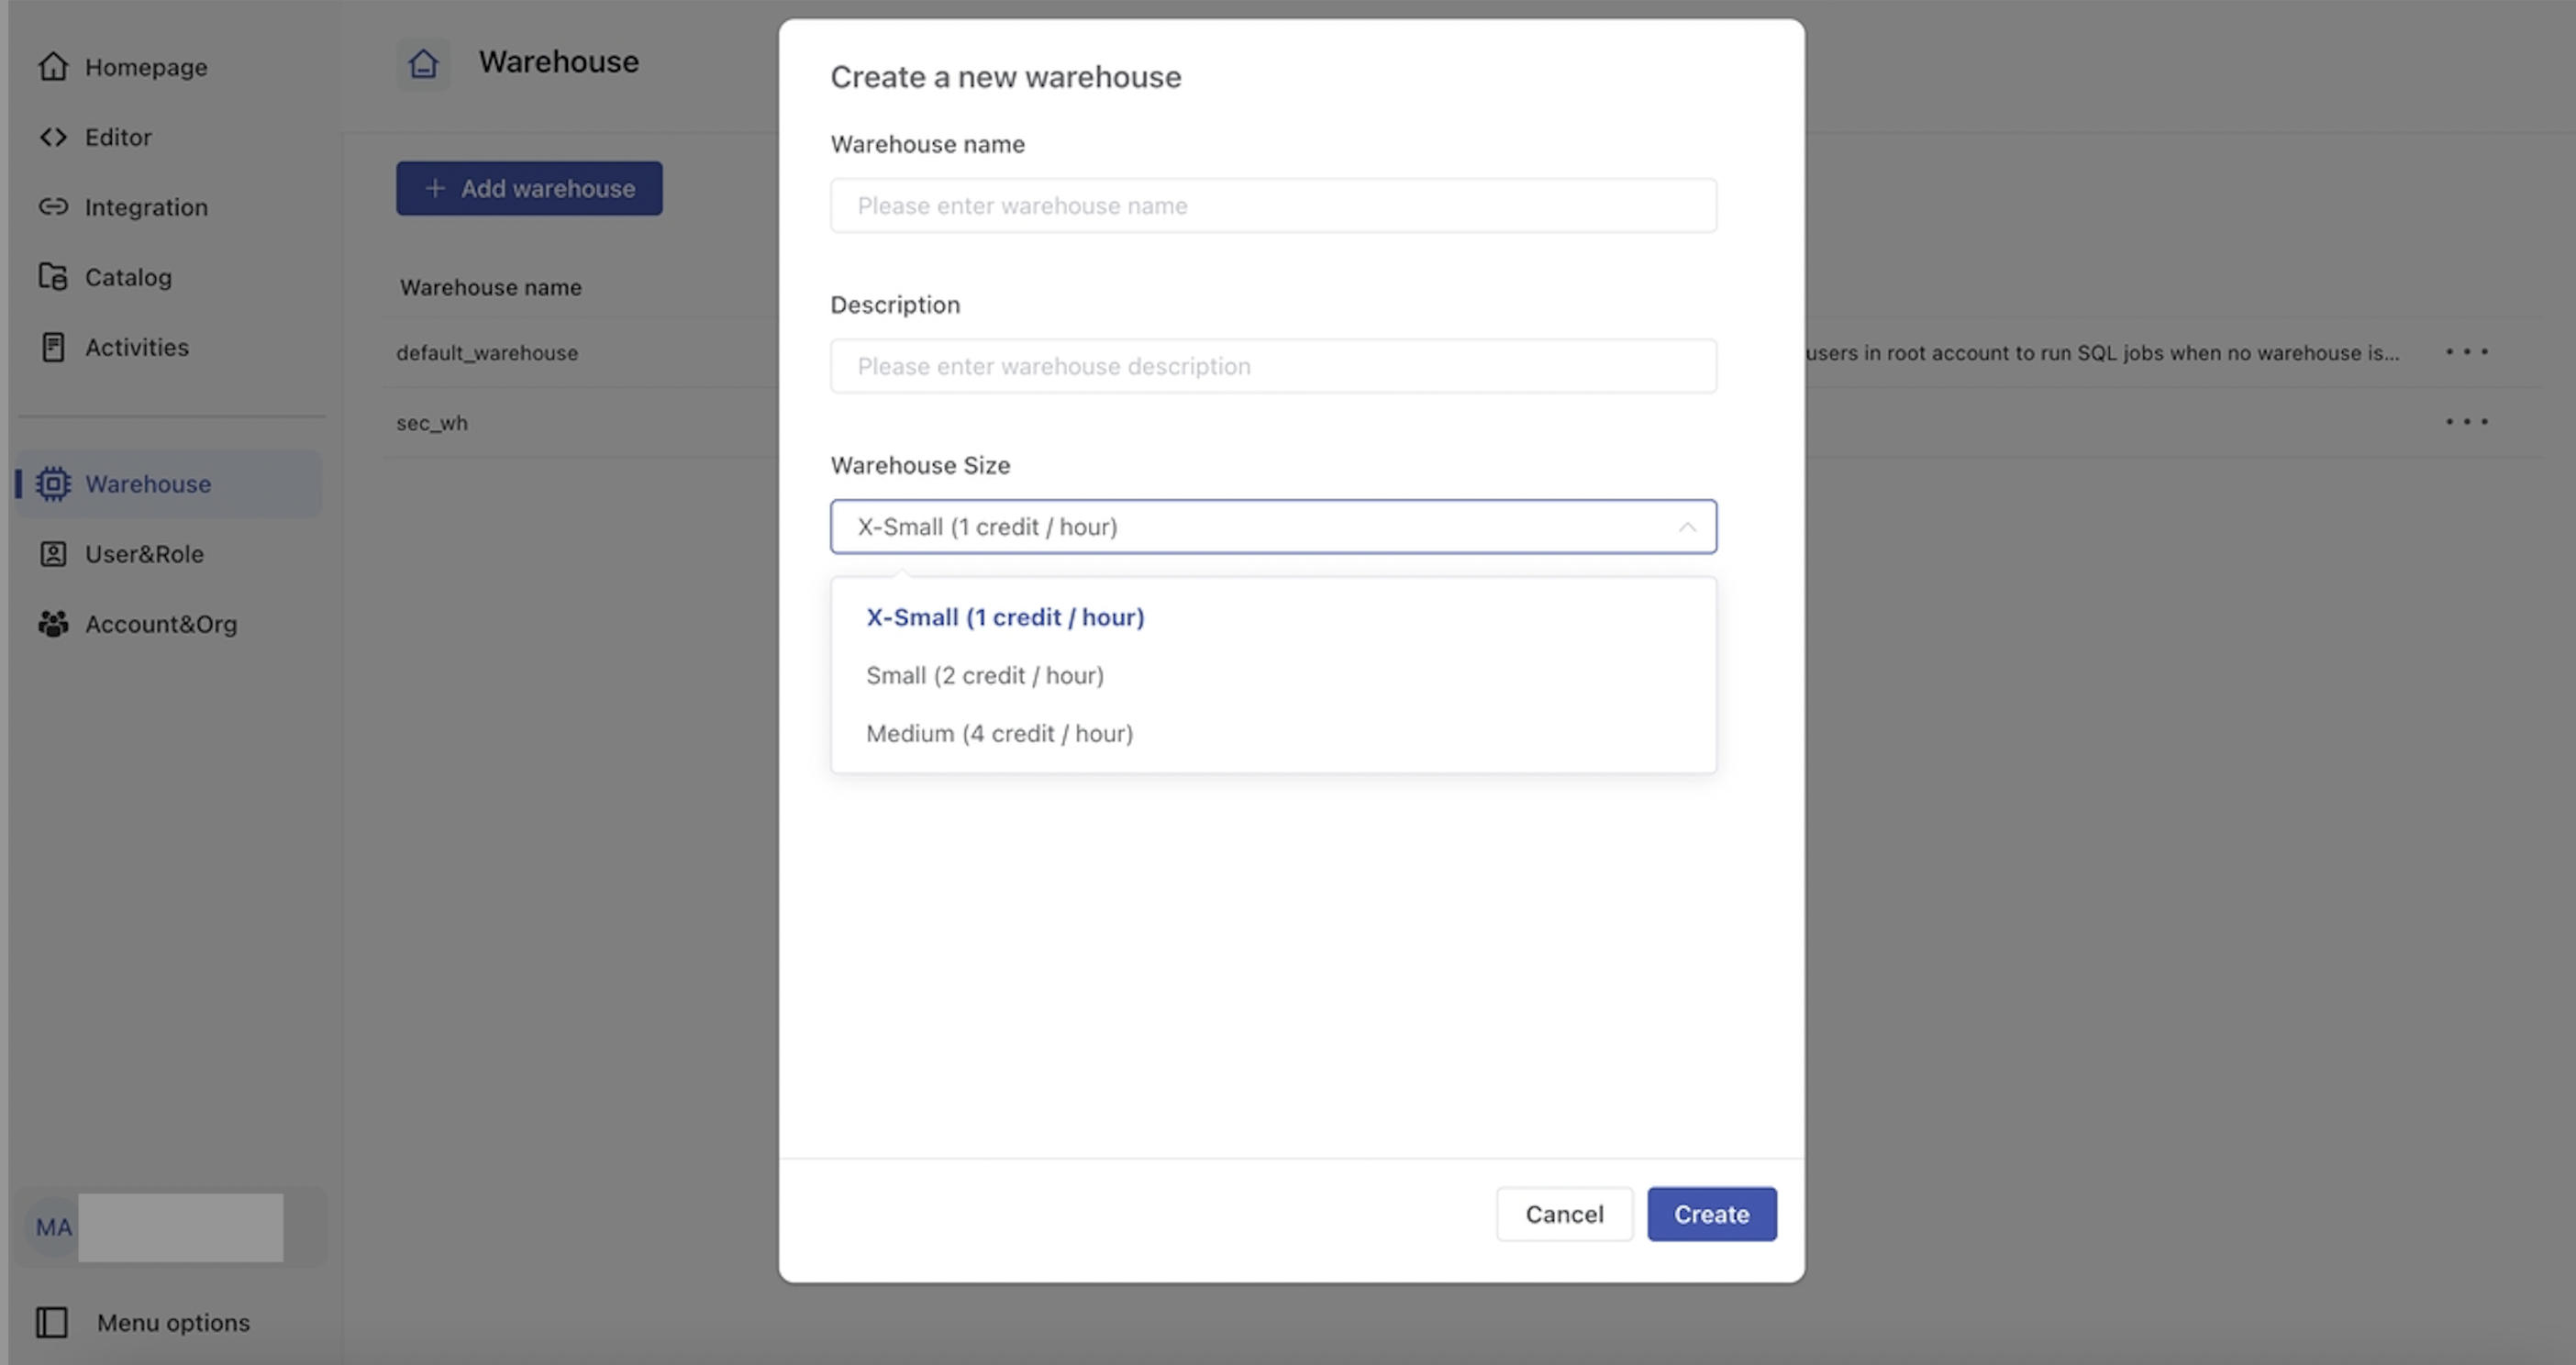 Homepage
Editor
Integration
Catalog
Activities
Warehouse
User&Role
Account&Org
MA
Menu options
Warehouse
+ Add warehouse
Warehouse name
default_warehouse
users in root account to run SQL jobs when no warehouse is...
sec_wh
Create a new warehouse
Warehouse name
Please enter warehouse name
Description
Please enter warehouse description
Warehouse Size
X-Small (1 credit / hour)
X-Small (1 credit / hour)
Small (2 credit / hour)
Medium (4 credit / hour)
Cancel
Create